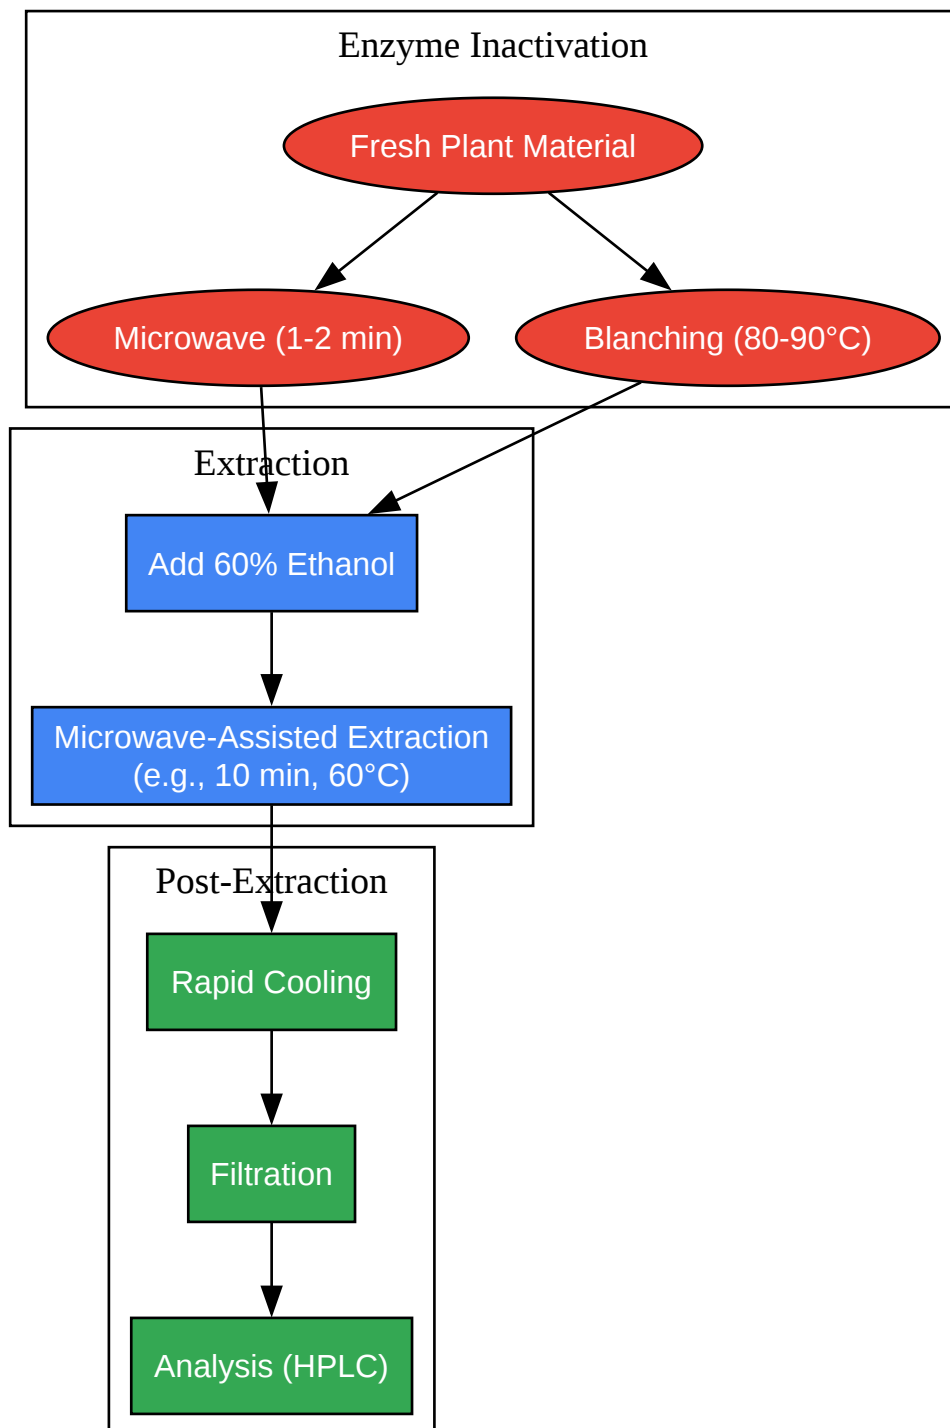 Enzyme Inactivation
Fresh Plant Material
Microwave (1-2 min)
Blanching (80-90°C)
Extraction
Add 60% Ethanol
Microwave-Assisted Extraction
(e.g., 10 min, 60°C)
Post-Extraction
Rapid Cooling
Filtration
Analysis (HPLC)